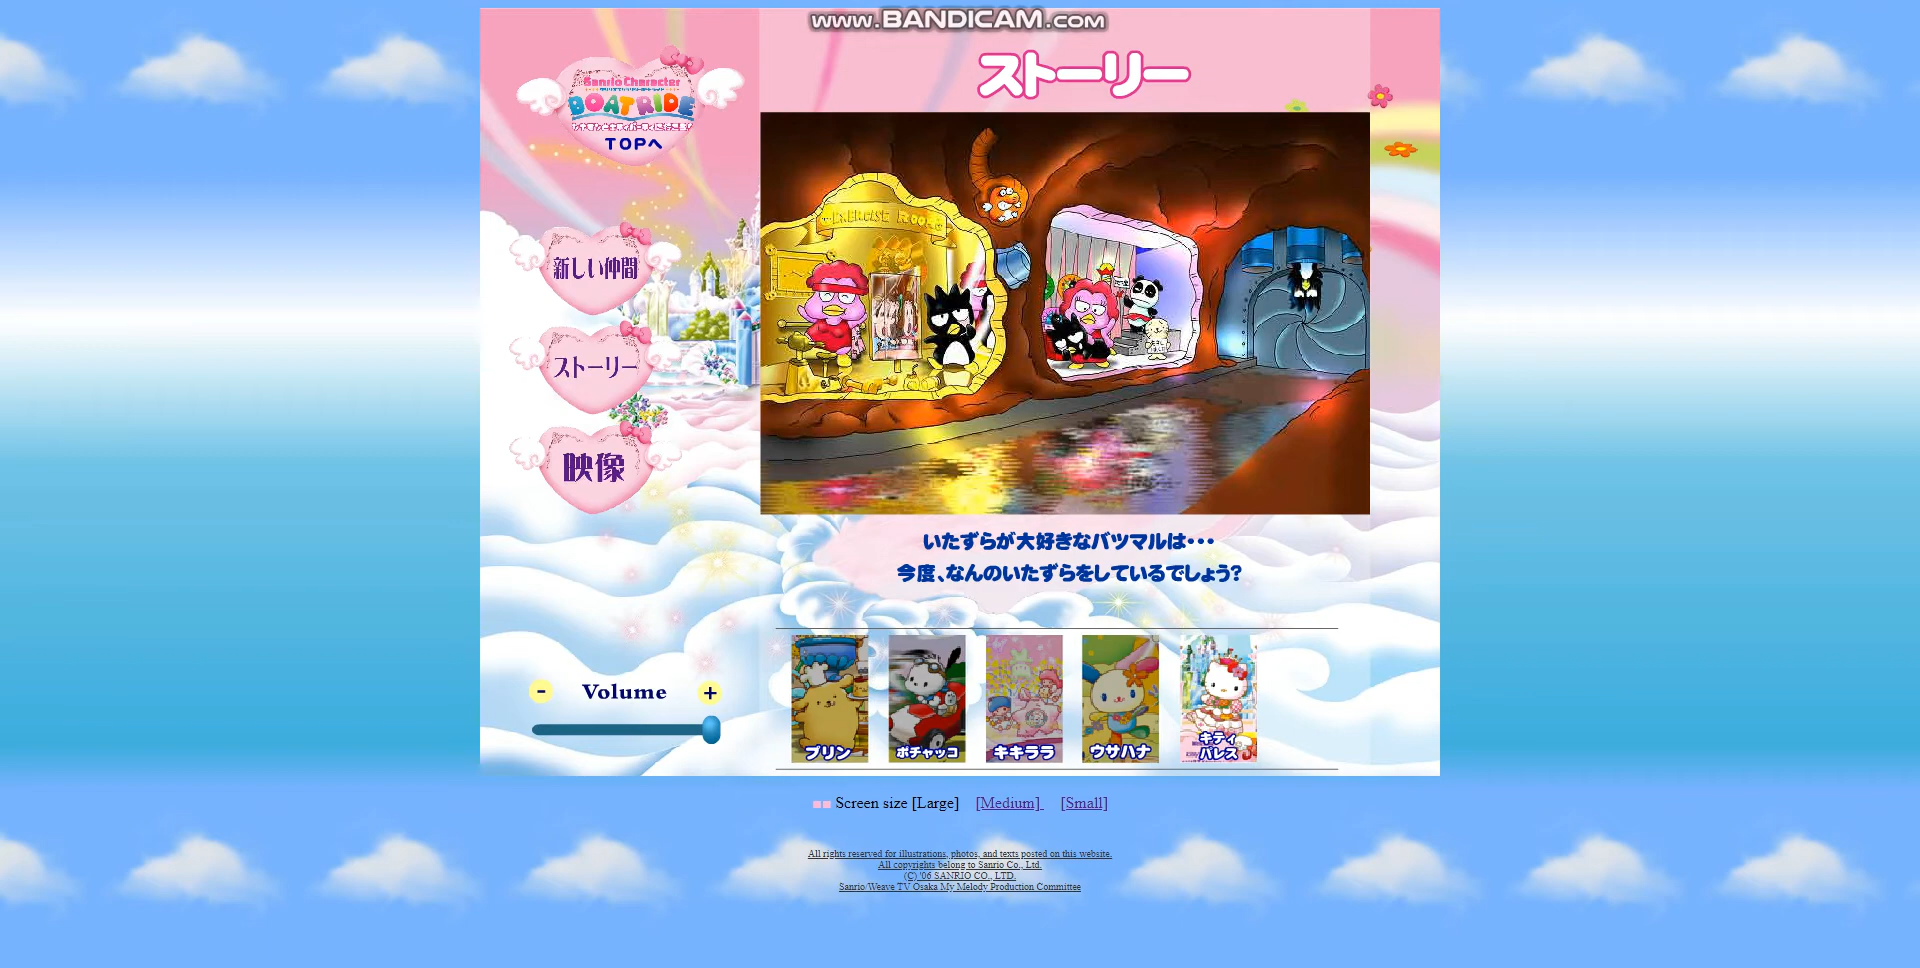 www.BANDICAM.com
ストーリー
Sanrio Character
BOAT RIDE
TOPへ
EXERCISE ROOM
新しい仲間
ストーリー
映像
いたずらが大好きなバツマルは・・・
今度、なんのいたずらをしているでしょう?
- Volume +
プリン
ポチャッコ
キキララ
ウサハナ
キティ
パレス
Screen size [Large] [Medium] [Small]
All rights reserved for illustrations, photos, and texts posted on this website.
All copyrights belong to Sanrio Co., Ltd.
(C) '06 SANRIO CO., LTD.
Sanrio/Weave TV Osaka My Melody Production Committee